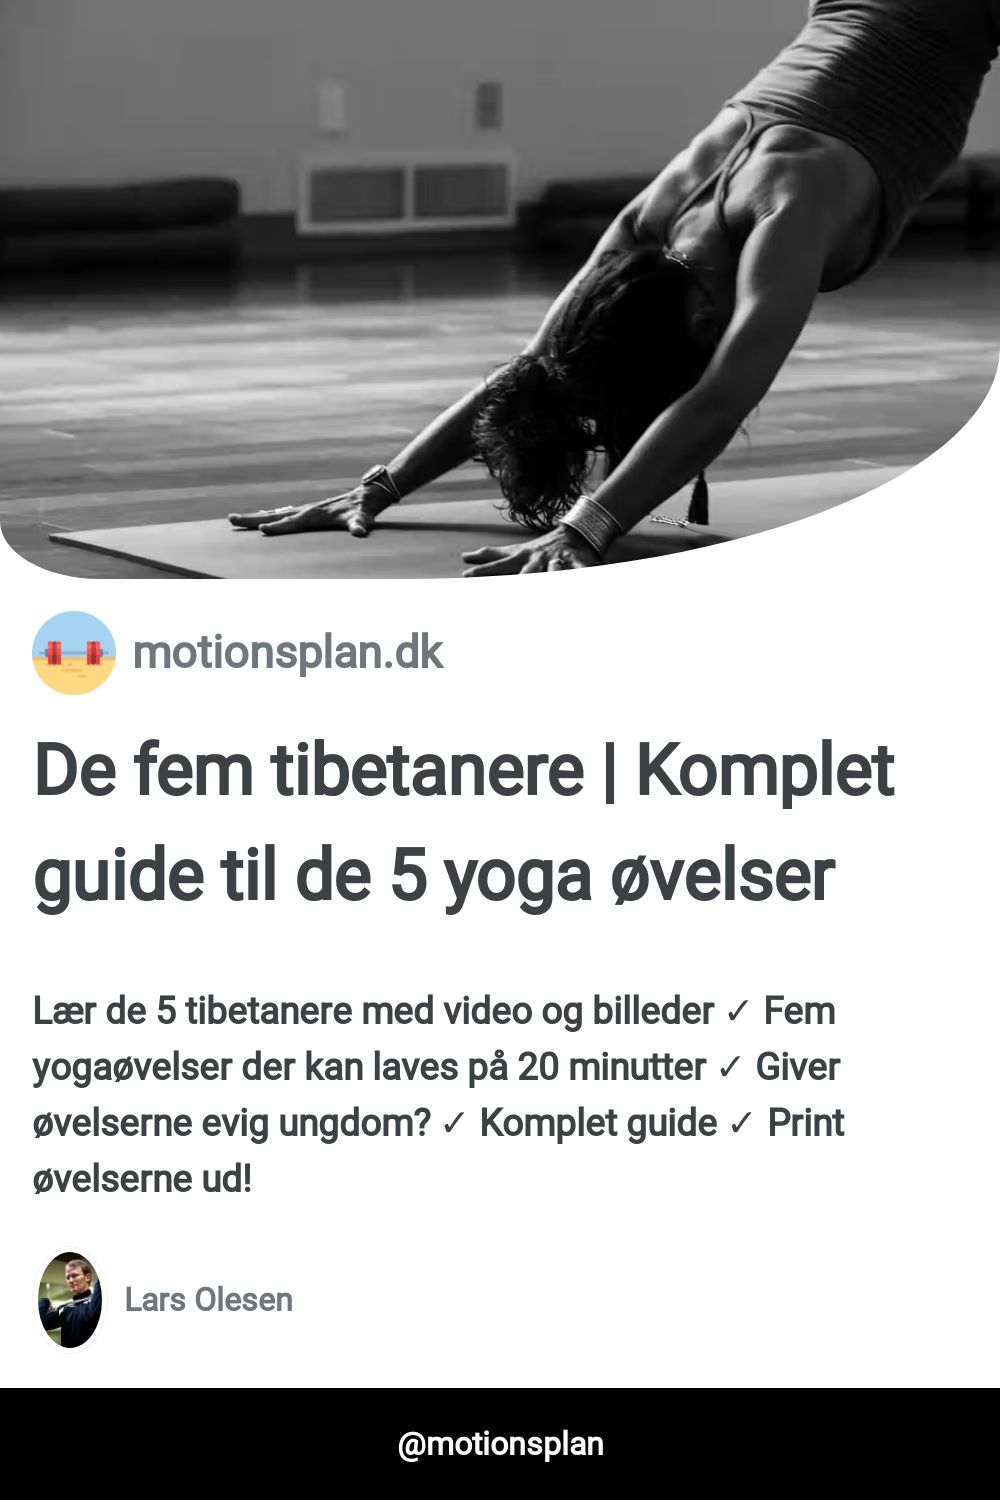 motionsplan.dk
De fem tibetanere | Komplet
guide til de 5 yoga øvelser
Lær de 5 tibetanere med video og billeder ✓ Fem
yogaøvelser der kan laves på 20 minutter ✓ Giver
øvelserne evig ungdom? ✓ Komplet guide ✓ Print
øvelserne ud!
Lars Olesen
@motionsplan